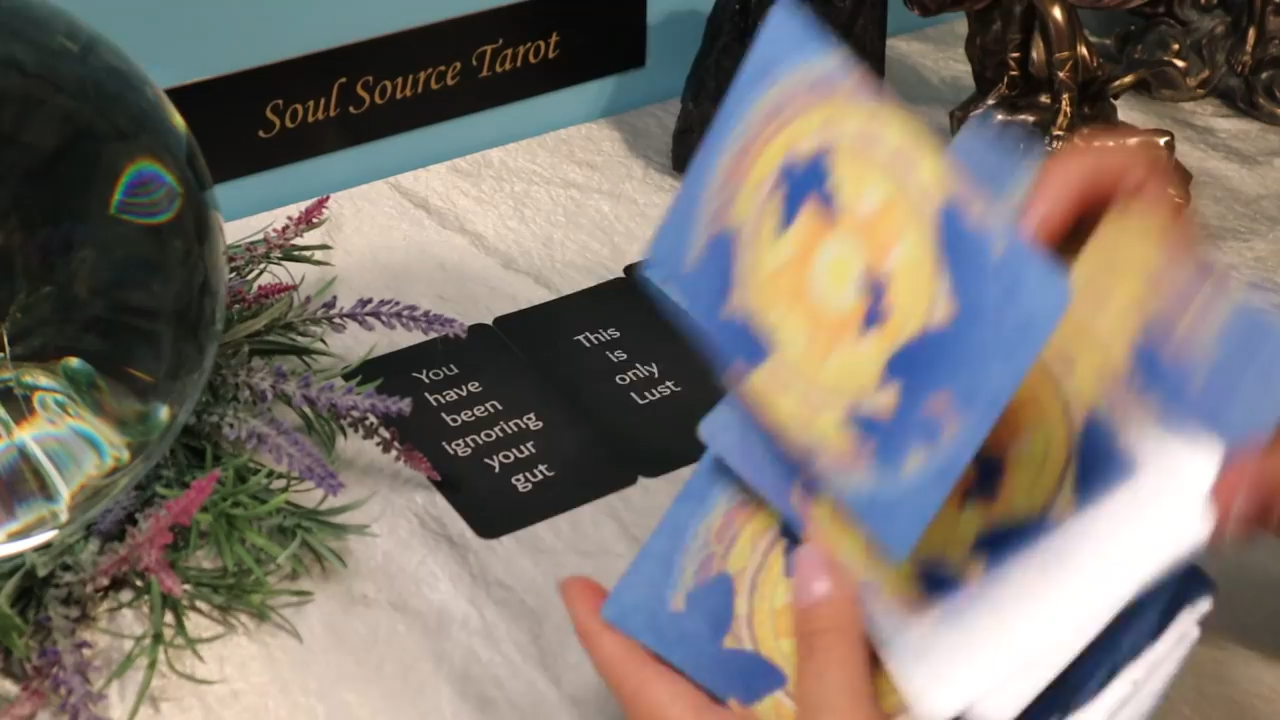 Soul Source Tarot
You
have
been
ignoring
your
gut
This
is
only
Lust